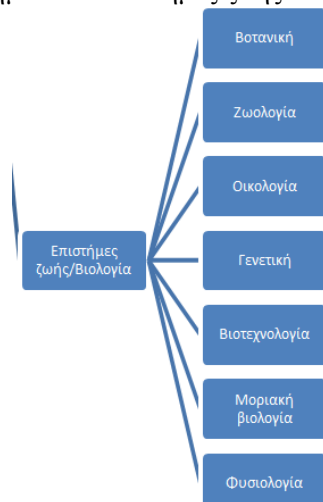 Βοτανική
Ζωολογία
Οικολογία
Επιστήμες
ζωής/Βιολογία
Γενετική
Βιοτεχνολογία
Μοριακή
βιολογία
Φυσιολογία